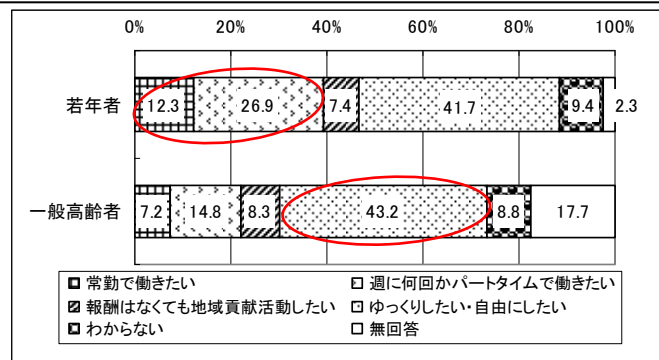 0% 20% 40% 60% 80% 100%
若年者 12.3 26.9 7.4 41.7 9.4 2.3
一般高齢者 7.2 14.8 8.3 43.2 8.8 17.7
常勤で働きたい 週に何回かパートタイムで働きたい
報酬はなくても地域貢献活動したい ゆっくりしたい・自由にしたい
わからない 無回答